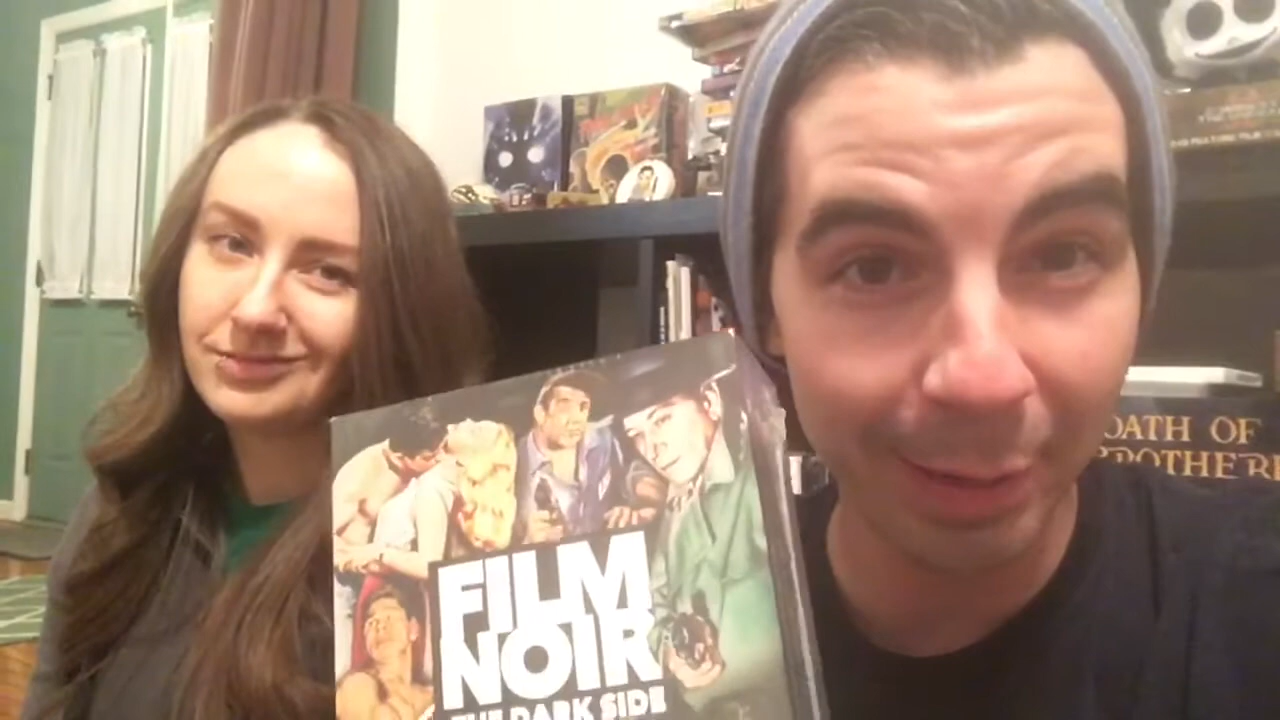 OATH OF
BROTHER
FILM
NOIR
THE DARK SIDE